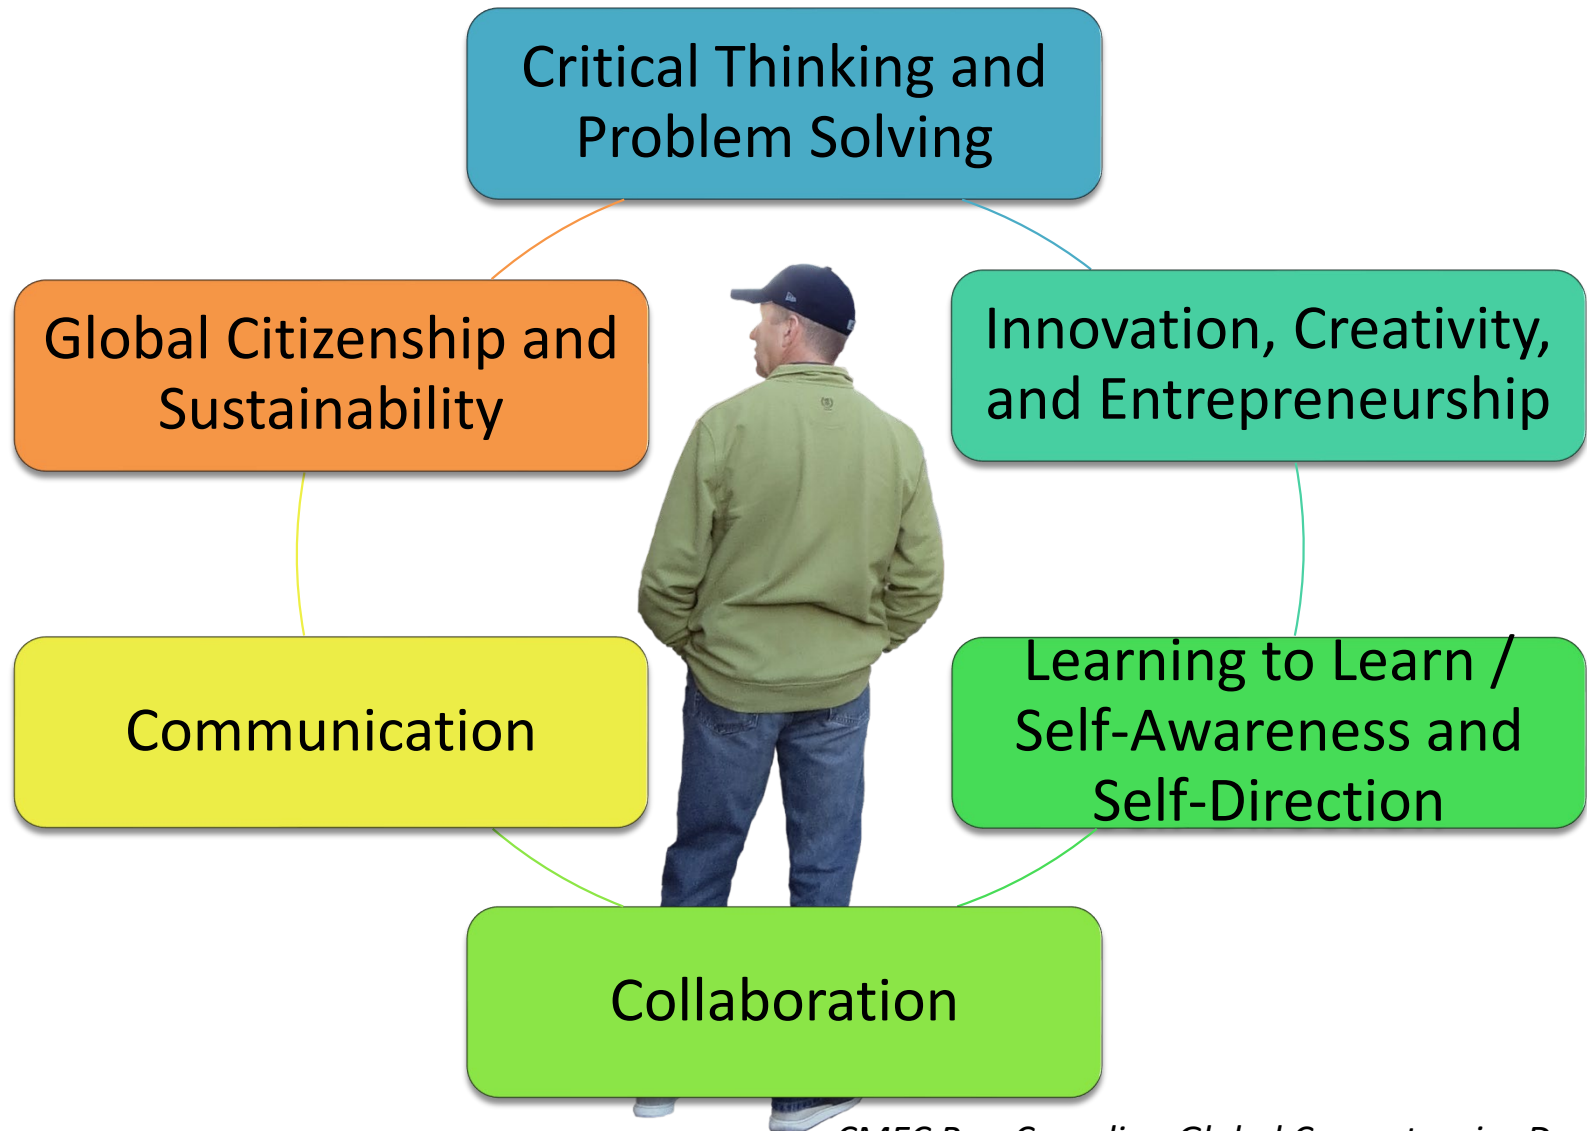 Critical Thinking and
Problem Solving
Global Citizenship and
Sustainability
Innovation, Creativity,
and Entrepreneurship
Communication
Learning to Learn /
Self-Awareness and
Self-Direction
Collaboration